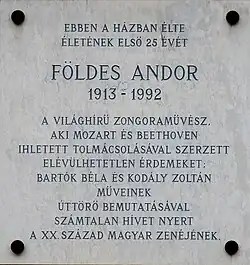 EBBEN A HÁZBAN ÉLTE
ÉLETÉNEK ELSŐ 25 ÉVÉT
FÖLDES ANDOR
1913 - 1992
A VILÁGHÍRŰ ZONGORAMŰVÉSZ,
AKI MOZART ÉS BEETHOVEN
IHLETETT TOLMÁCSOLÁSÁVAL SZERZETT
ELÉVÜLHETETLEN ÉRDEMEKET;
BARTÓK BÉLA ÉS KODÁLY ZOLTÁN
MŰVEINEK
ÚTTÖRŐ BEMUTATÁSÁVAL
SZÁMTALAN HÍVET NYERT
A XX. SZÁZAD MAGYAR ZENÉJÉNEK.